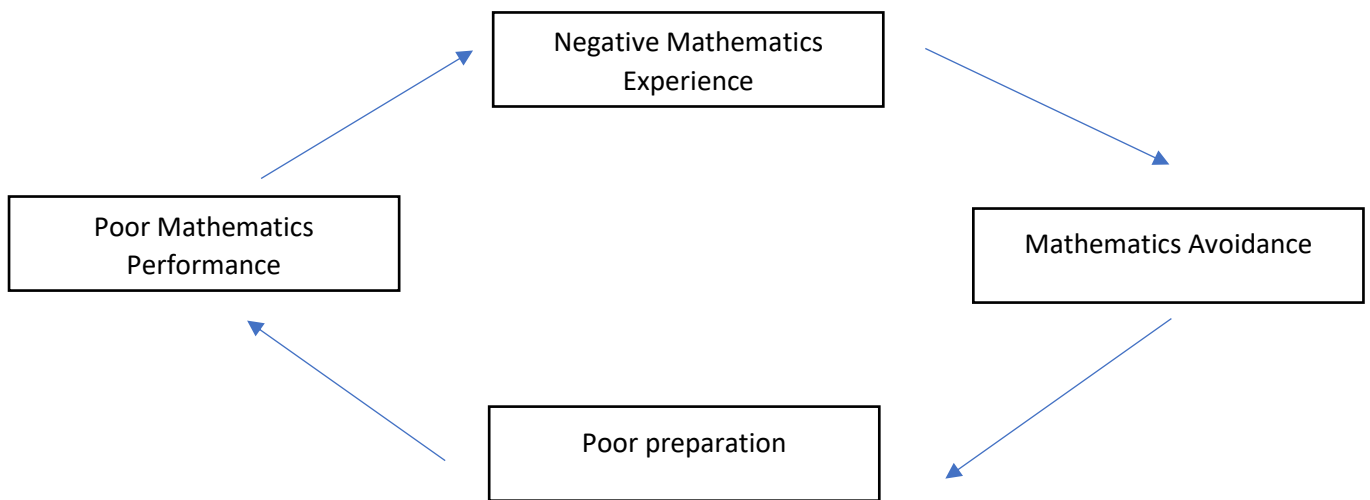 Negative Mathematics
Experience
Poor Mathematics
Performance
Mathematics Avoidance
Poor preparation